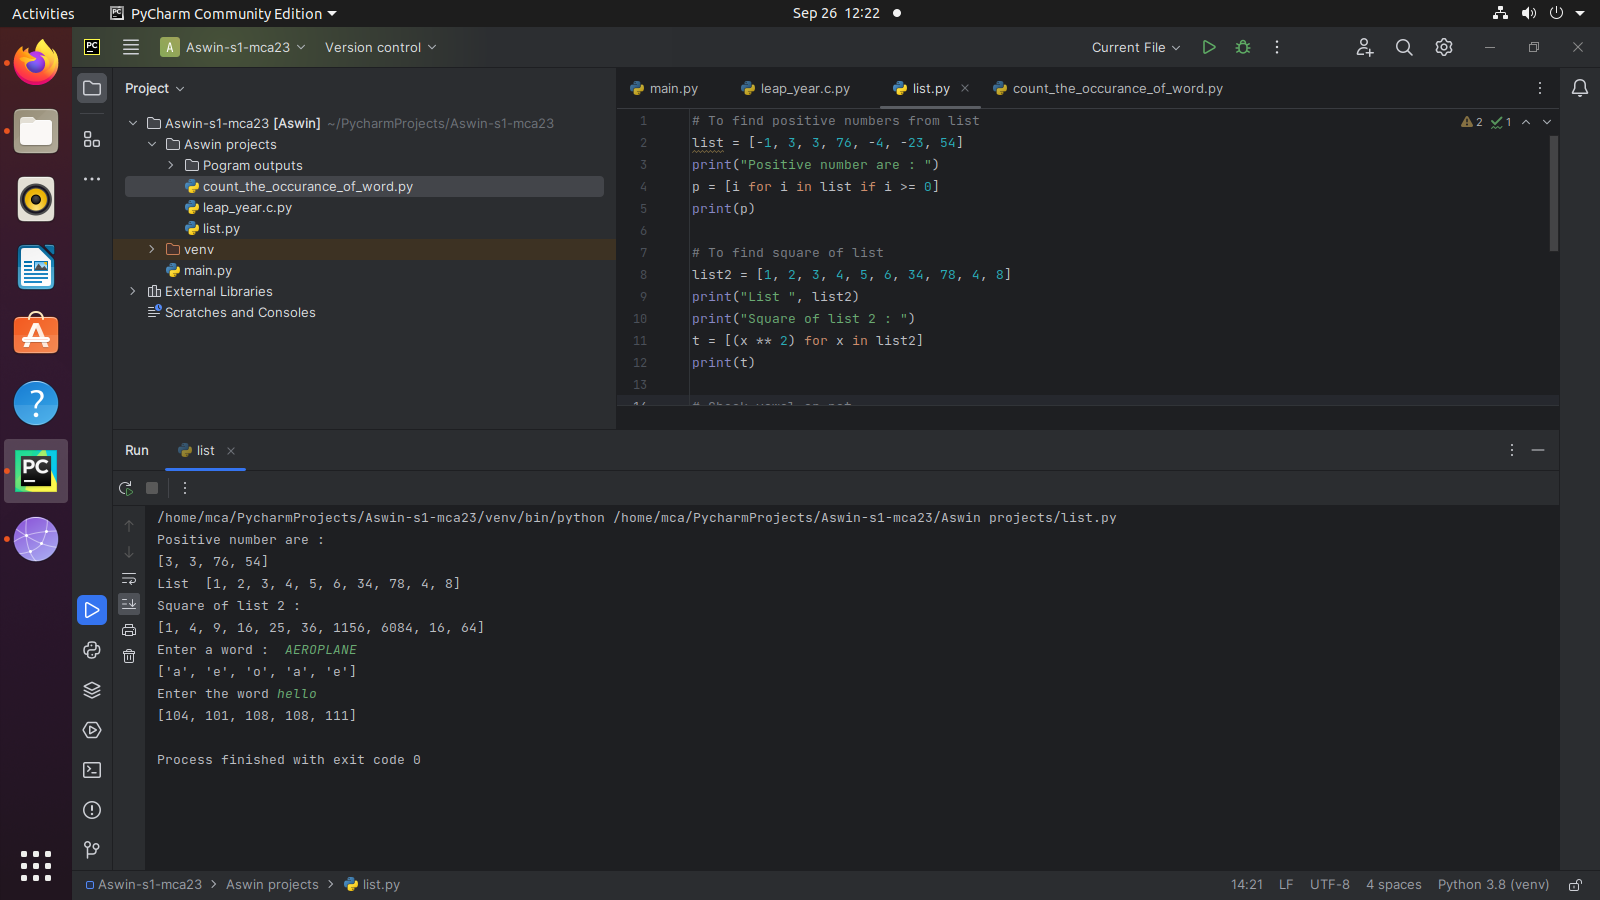 Activities PyCharm Community Edition Sep 26 12:22
PC A Aswin-s1-mca23 Version control Current File
Project
main.py leap_year.c.py list.py count_the_occurance_of_word.py
Aswin-s1-mca23 [Aswin] ~/PycharmProjects/Aswin-s1-mca23
Aswin projects
Pogram outputs
count_the_occurance_of_word.py
leap_year.c.py
list.py
venv
main.py
External Libraries
Scratches and Consoles
1 # To find positive numbers from list 2 1
2 list = [-1, 3, 3, 76, -4, -23, 54]
3 print("Positive number are : ")
4 p = [i for i in list if i >= 0]
5 print(p)
6
7 # To find square of list
8 list2 = [1, 2, 3, 4, 5, 6, 34, 78, 4, 8]
9 print("List ", list2)
10 print("Square of list 2 : ")
11 t = [(x ** 2) for x in list2]
12 print(t)
13
Run list
/home/mca/PycharmProjects/Aswin-s1-mca23/venv/bin/python /home/mca/PycharmProjects/Aswin-s1-mca23/Aswin projects/list.py
Positive number are :
[3, 3, 76, 54]
List  [1, 2, 3, 4, 5, 6, 34, 78, 4, 8]
Square of list 2 :
[1, 4, 9, 16, 25, 36, 1156, 6084, 16, 64]
Enter a word :  AEROPLANE
['a', 'e', 'o', 'a', 'e']
Enter the word hello
[104, 101, 108, 108, 111]
Process finished with exit code 0
PC
Aswin-s1-mca23 > Aswin projects > list.py 14:21 LF UTF-8 4 spaces Python 3.8 (venv)